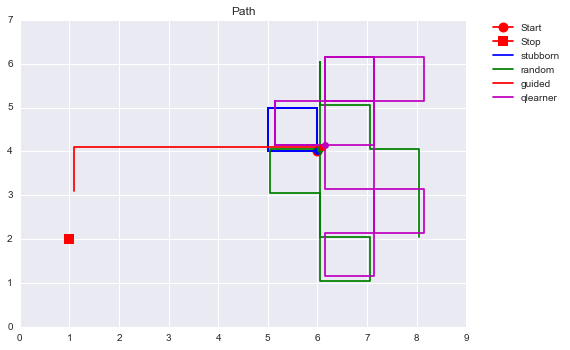 Path
7
6
5
4
3
2
1
0
0 1 2 3 4 5 6 7 8 9
Start
Stop
stubborn
random
guided
qlearner